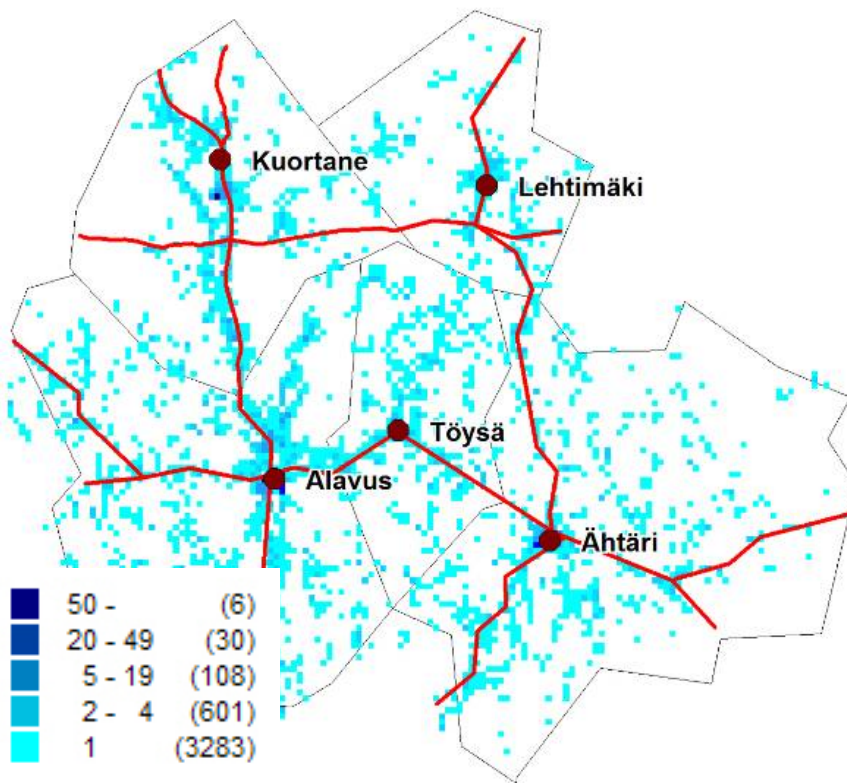 Kuortane
Lehtimäki
Töysä
Alavus
Ähtäri
50 - (6)
20 - 49 (30)
5 - 19 (108)
2 - 4 (601)
1 (3283)